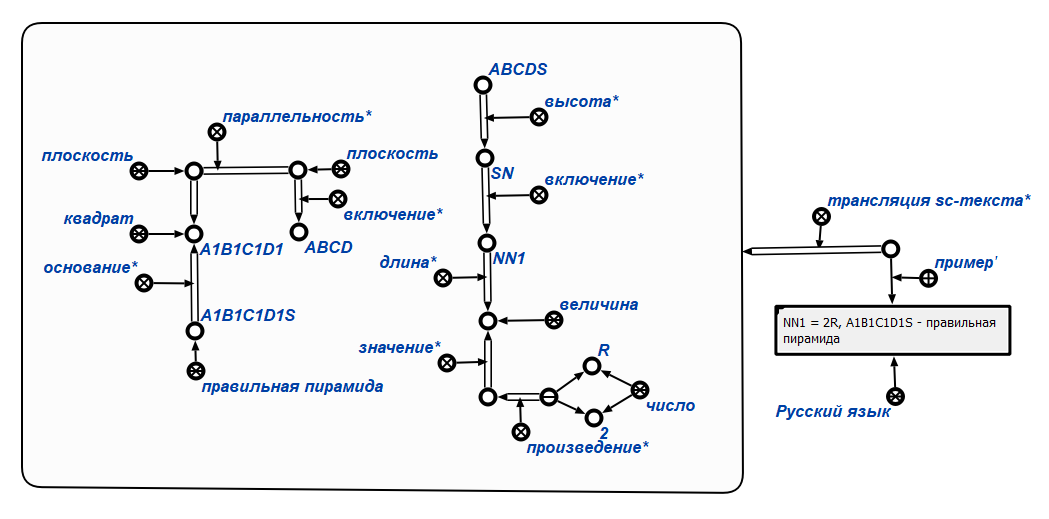 ABCDS
высота*
параллельность*
плоскость
плоскость
SN
включение*
включение*
квадрат
A1B1C1D1
ABCD
трансляция sc-текста*
основание*
длина*
NN1
пример'
A1B1C1D1S
величина
NN1 = 2R, A1B1C1D1S - правильная
пирамида
значение*
R
правильная пирамида
число
Русский язык
2
произведение*